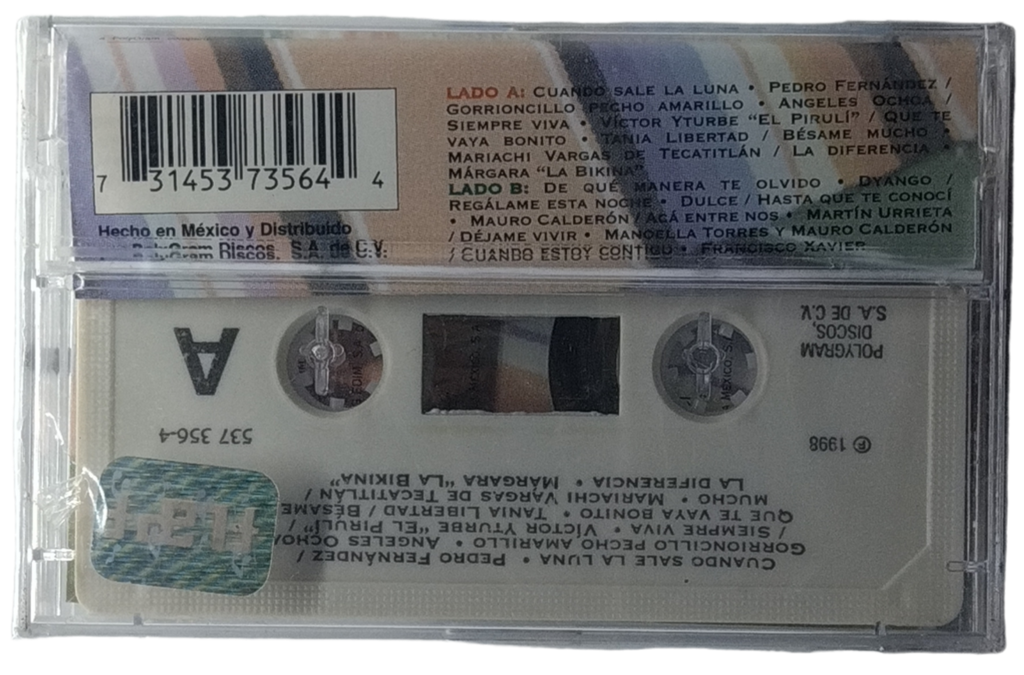 LADO A: CUANDO SALE LA LUNA • PEDRO FERNÁNDEZ /
GORRIONCILLO PECHO AMARILLO • ANGELES OCHOA /
SIEMPRE VIVA • VÍCTOR YTURBE "EL PIRULÍ" / QUE TE
VAYA BONITO • TANIA LIBERTAD / BÉSAME MUCHO •
MARIACHI VARGAS DE TECATITLÁN / LA DIFERENCIA •
MÁRGARA "LA BIKINA"
LADO B: DE QUÉ MANERA TE OLVIDO • DYANGO /
REGÁLAME ESTA NOCHE • DULCE / HASTA QUE TE CONOCÍ
• MAURO CALDERÓN / ACÁ ENTRE NOS • MARTÍN URRIETA
/ DÉJAME VIVIR • MANOELLA TORRES Y MAURO CALDERÓN
/ CUANDO ESTOY CONTIGO • FRANCISCO XAVIER
7 31453 73564 4
Hecho en México y Distribuido
PolyGram Discos, S.A. de C.V.
A
POLYGRAM
DISCOS,
S.A. DE C.V.
537 356-4
℗ 1998
CUANDO SALE LA LUNA • PEDRO FERNÁNDEZ /
GORRIONCILLO PECHO AMARILLO • ANGELES OCHOA
/ SIEMPRE VIVA • VÍCTOR YTURBE "EL PIRULÍ" /
QUE TE VAYA BONITO • TANIA LIBERTAD / BÉSAME
MUCHO • MARIACHI VARGAS DE TECATITLÁN /
LA DIFERENCIA • MÁRGARA "LA BIKINA"